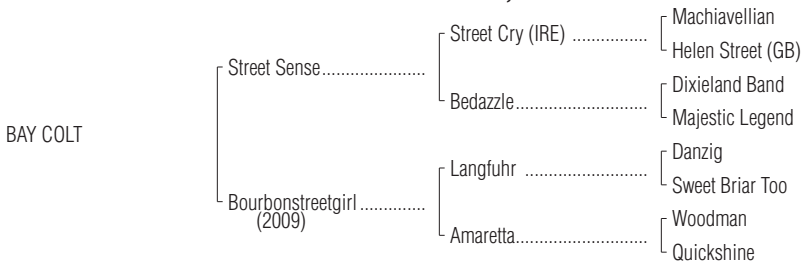 Machiavellian
Street Cry (IRE) ................
Helen Street (GB)
Street Sense......................
Dixieland Band
Bedazzle............................
Majestic Legend
BAY COLT
Danzig
Langfuhr ..........................
Sweet Briar Too
Bourbonstreetgirl ..............
(2009)
Woodman
Amaretta............................
Quickshine